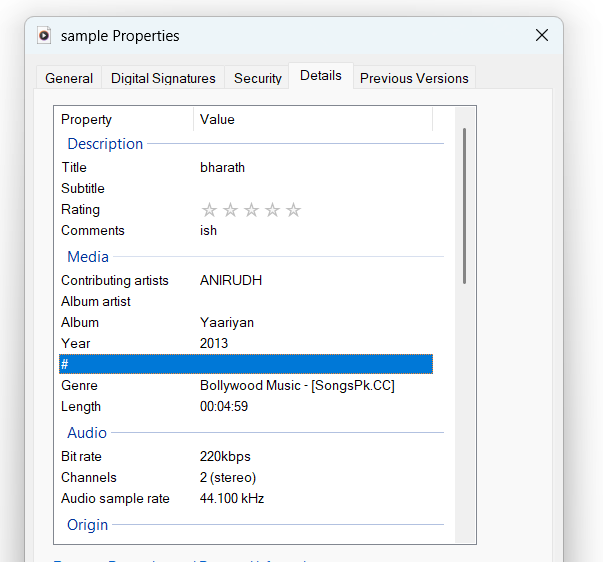 sample Properties
General Digital Signatures Security Details Previous Versions
Property Value
Description
Title bharath
Subtitle
Rating
Comments ish
Media
Contributing artists ANIRUDH
Album artist
Album Yaariyan
Year 2013
#
Genre Bollywood Music - [SongsPk.CC]
Length 00:04:59
Audio
Bit rate 220kbps
Channels 2 (stereo)
Audio sample rate 44.100 kHz
Origin